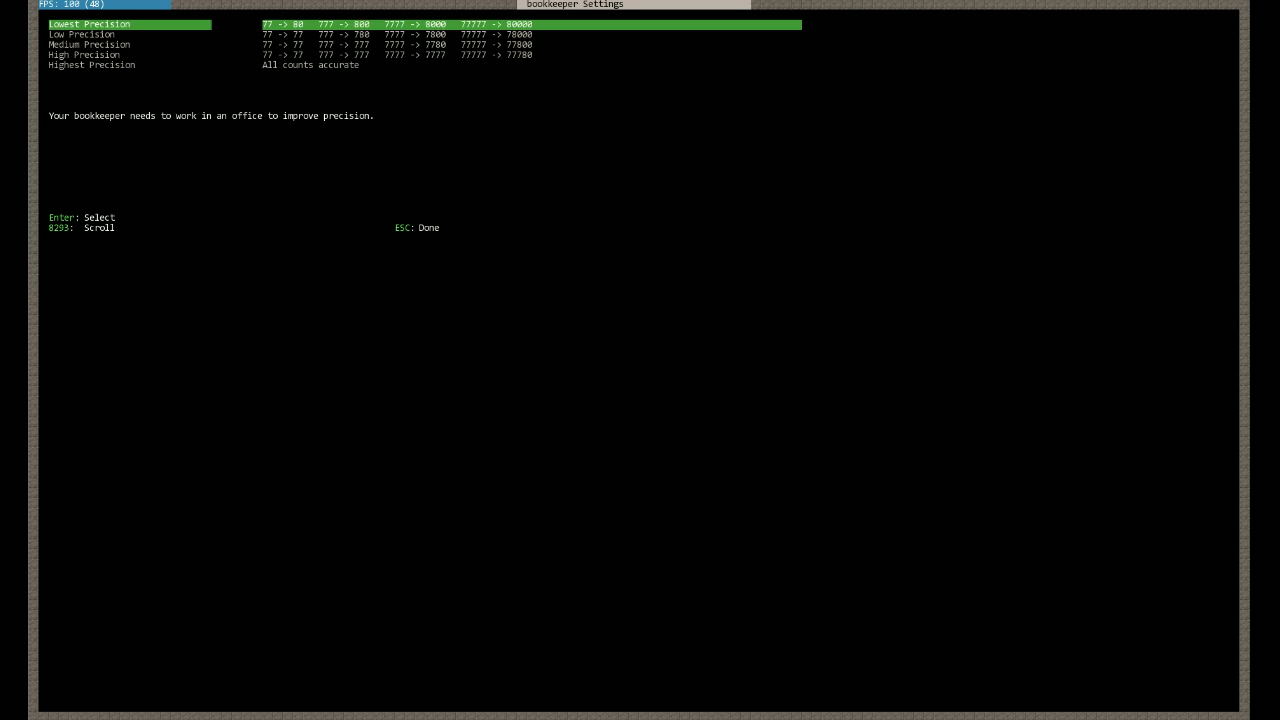 FPS: 100 (48) bookkeeper Settings
Lowest Precision 77 -> 80 777 -> 800 7777 -> 8000 77777 -> 80000
Low Precision 77 -> 77 777 -> 780 7777 -> 7800 77777 -> 78000
Medium Precision 77 -> 77 777 -> 777 7777 -> 7780 77777 -> 77800
High Precision 77 -> 77 777 -> 777 7777 -> 7777 77777 -> 77780
Highest Precision All counts accurate
Your bookkeeper needs to work in an office to improve precision.
Enter: Select
8293: Scroll ESC: Done